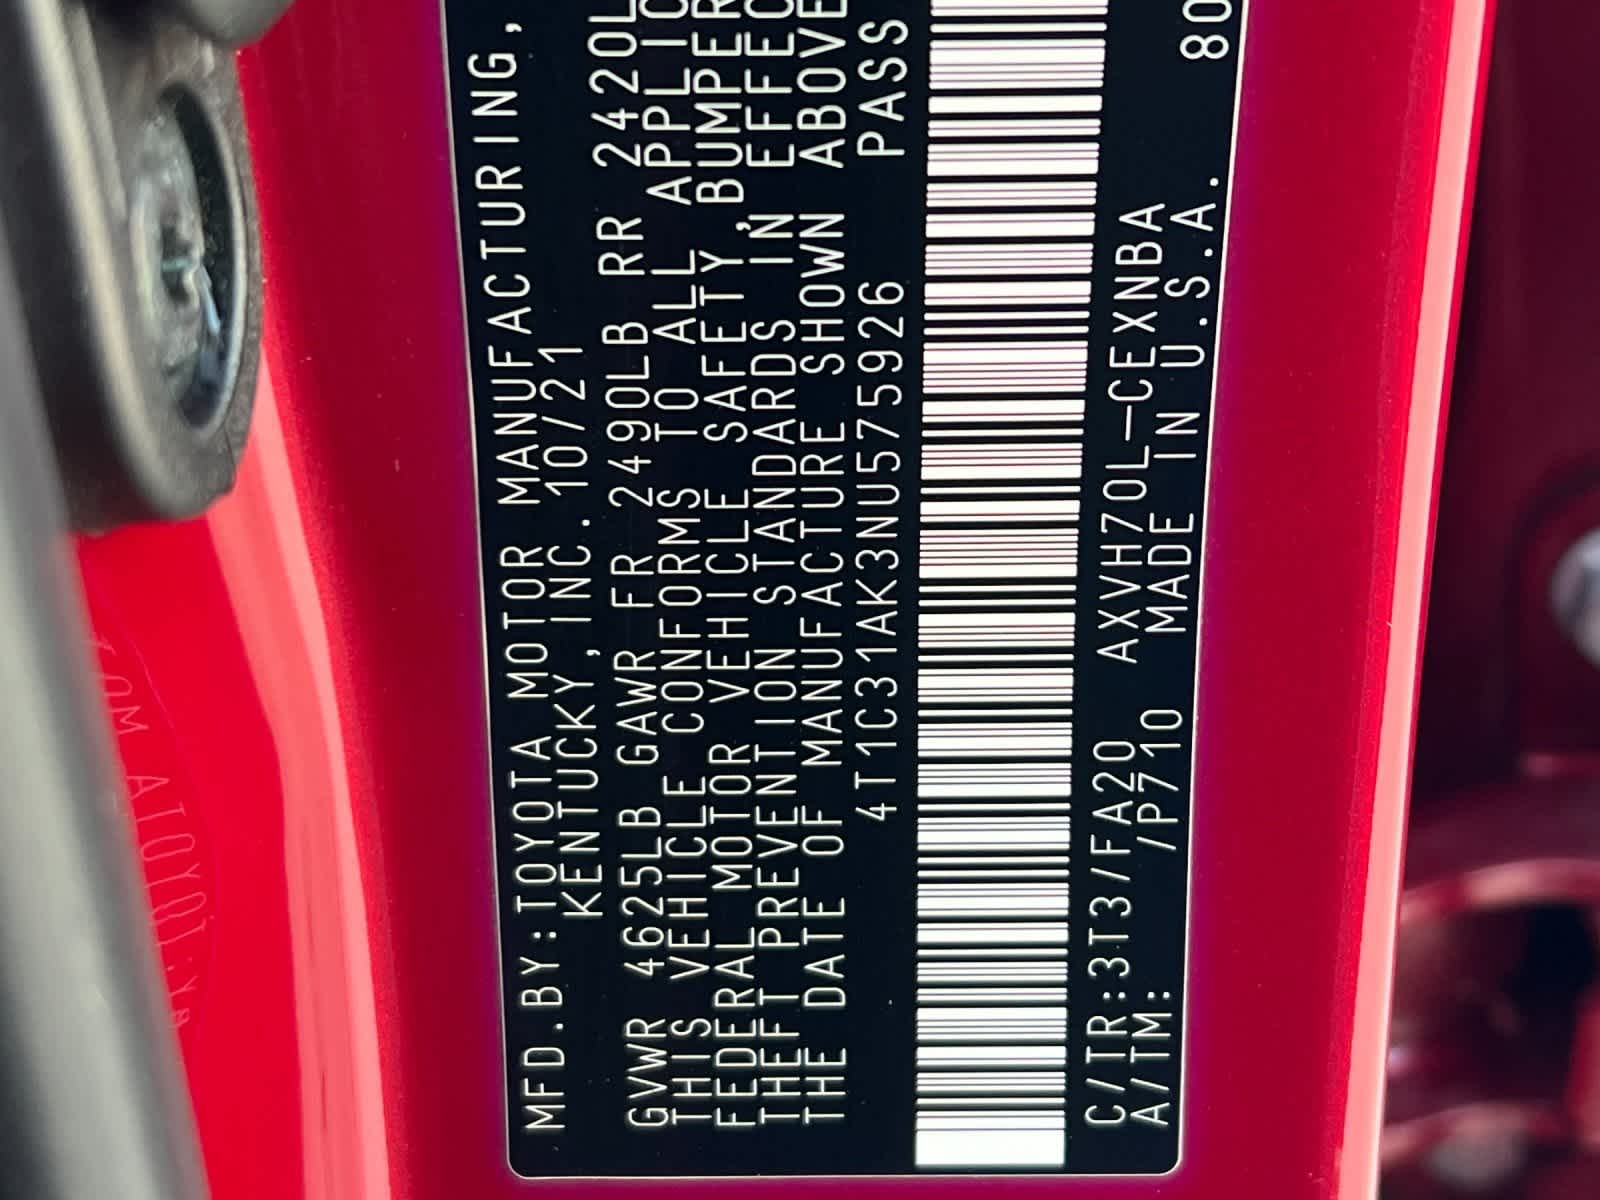 MFD.BY:TOYOTA MOTOR MANUFACTURING,
KENTUCKY, INC. 10/21
GVWR 4625LB GAWR FR 2490LB RR 2420L
THIS VEHICLE CONFORMS TO ALL APPLIC
FEDERAL MOTOR VEHICLE SAFETY, BUMPER
THEFT PREVENTION STANDARDS IN EFFEC
THE DATE OF MANUFACTURE SHOWN ABOVE
4T1C31AK3NU575926 PASS
80
C/TR:3T3/FA20 AXVH70L-CEXNBA
A/TM: /P710 MADE IN U.S.A.